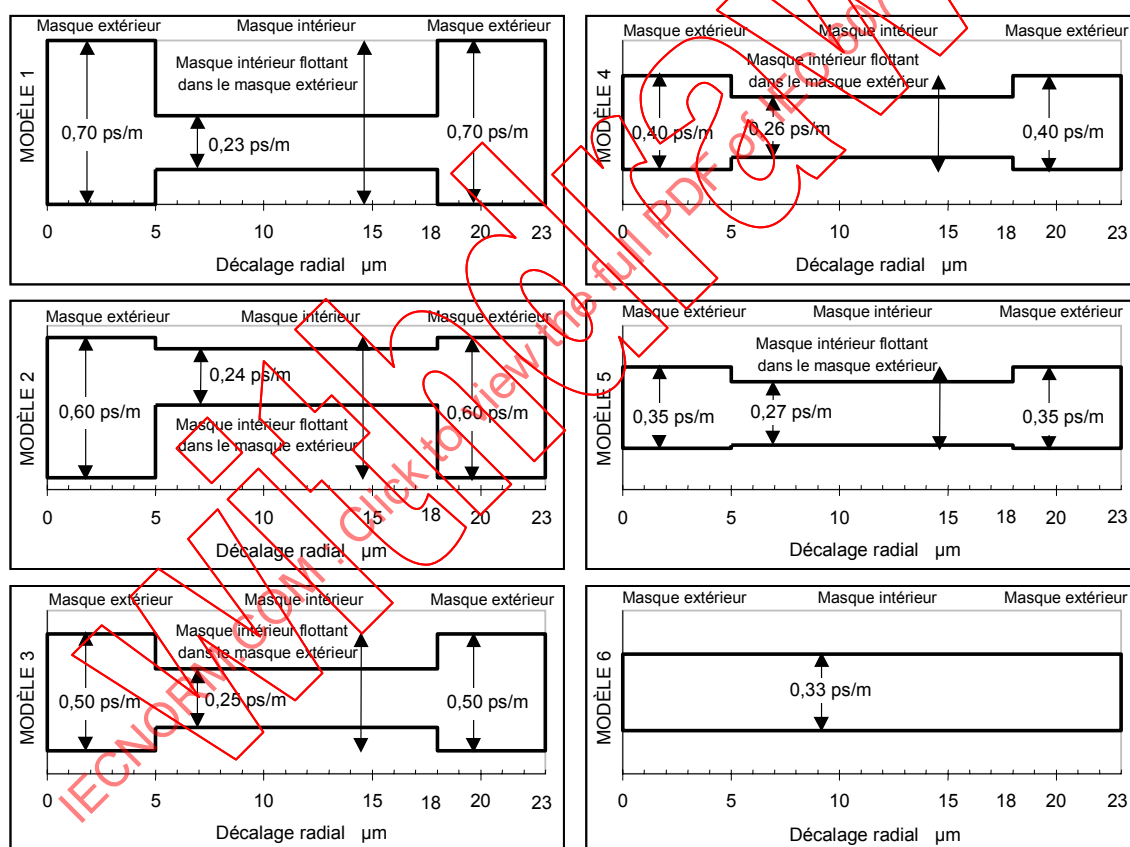 Masque extérieur Masque intérieur Masque extérieur
Masque intérieur flottant
dans le masque extérieur
MODÈLE 1
0,70 ps/m
0,23 ps/m
0,70 ps/m
0 5 10 15 18 20 23
Décalage radial µm
Masque extérieur Masque intérieur Masque extérieur
MODÈLE 2
0,24 ps/m
0,60 ps/m
0,60 ps/m
Masque intérieur flottant
dans le masque extérieur
0 5 10 15 18 20 23
Décalage radial µm
Masque extérieur Masque intérieur Masque extérieur
Masque intérieur flottant
dans le masque extérieur
MODÈLE 3
0,50 ps/m
0,25 ps/m
0,50 ps/m
0 5 10 15 18 20 23
Décalage radial µm
Masque extérieur Masque intérieur Masque extérieur
Masque intérieur flottant
dans le masque extérieur
MODÈLE 4
0,40 ps/m
0,26 ps/m
0,40 ps/m
0 5 10 15 18 20 23
Décalage radial µm
Masque extérieur Masque intérieur Masque extérieur
Masque intérieur flottant
dans le masque extérieur
MODÈLE 5
0,35 ps/m
0,27 ps/m
0,35 ps/m
0 5 10 15 18 20 23
Décalage radial µm
Masque extérieur Masque intérieur Masque extérieur
MODÈLE 6
0,33 ps/m
0 5 10 15 18 20 23
Décalage radial µm
IECNORM.COM : Click to view the full PDF of IEC 607